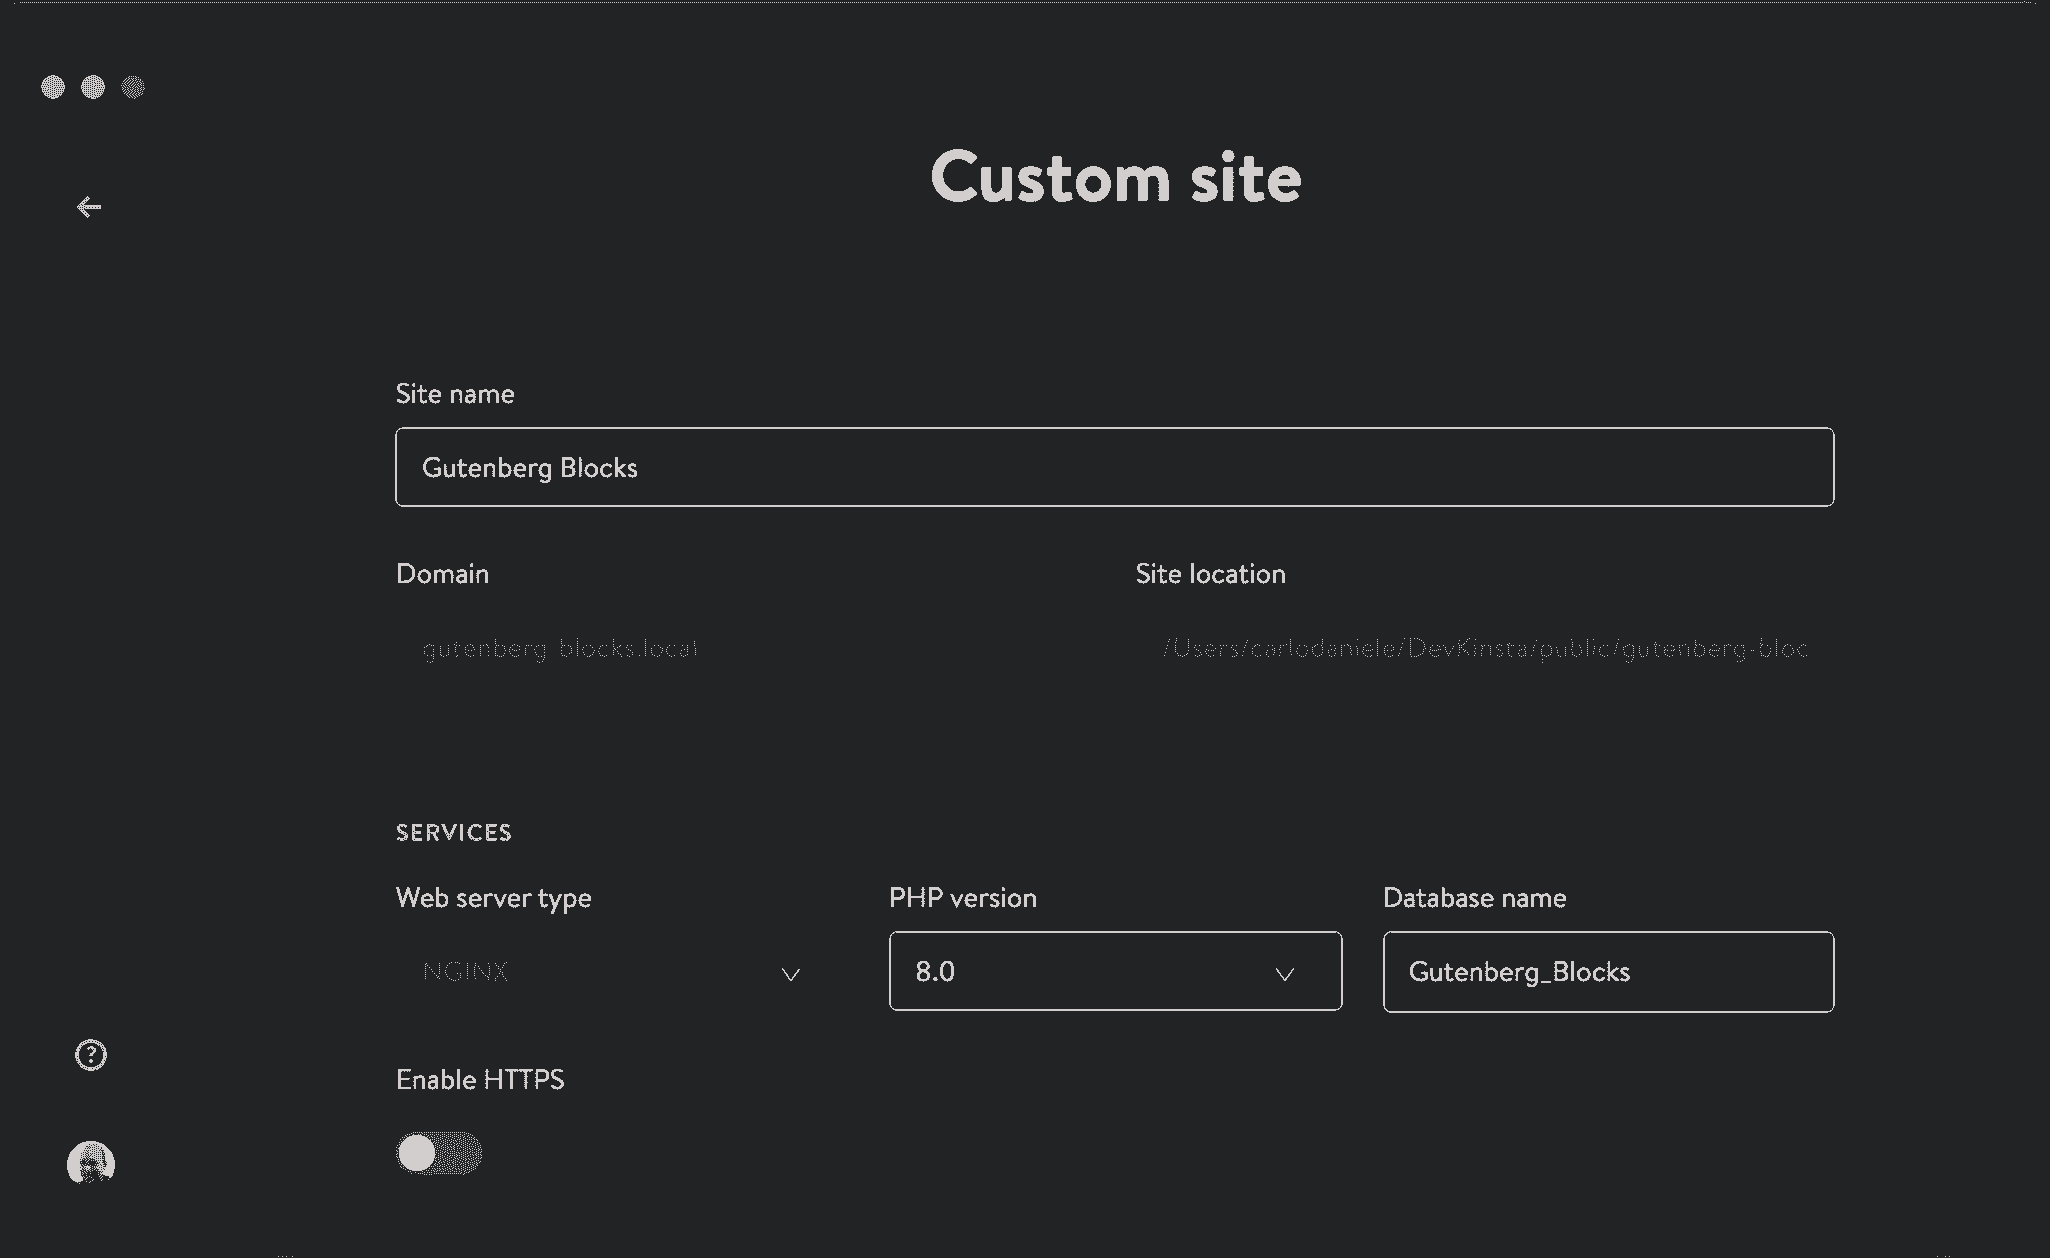 Custom site
Site name
Gutenberg Blocks
Domain
Site location
gutenberg-blocks.local
/Users/carlodaniele/DevKinsta/public/gutenberg-bloc
SERVICES
Web server type
PHP version
Database name
NGINX
8.0
Gutenberg_Blocks
Enable HTTPS